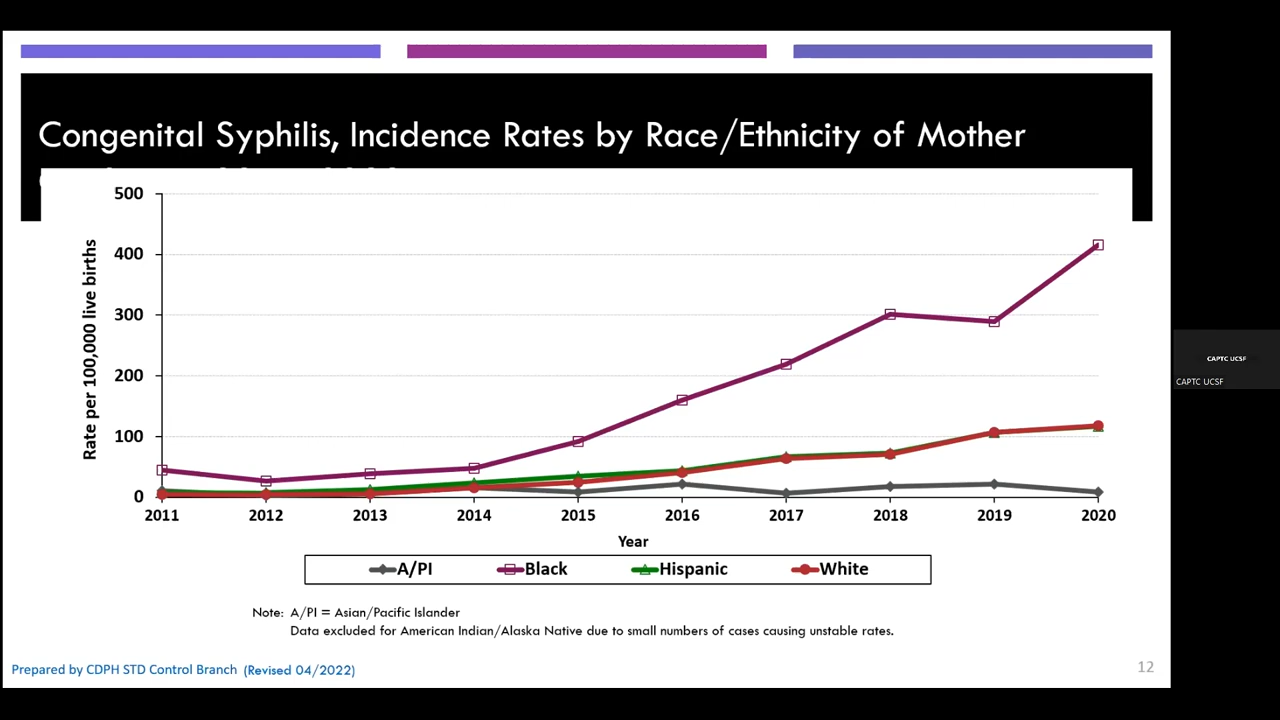 Congenital Syphilis, Incidence Rates by Race/Ethnicity of Mother
500
400
300
200
100
0
Rate per 100,000 live births
2011 2012 2013 2014 2015 2016 2017 2018 2019 2020
Year
A/PI Black Hispanic White
Note: A/PI = Asian/Pacific Islander
Data excluded for American Indian/Alaska Native due to small numbers of cases causing unstable rates.
Prepared by CDPH STD Control Branch (Revised 04/2022)
12
CAPTC UCSF
CAPTC UCSF